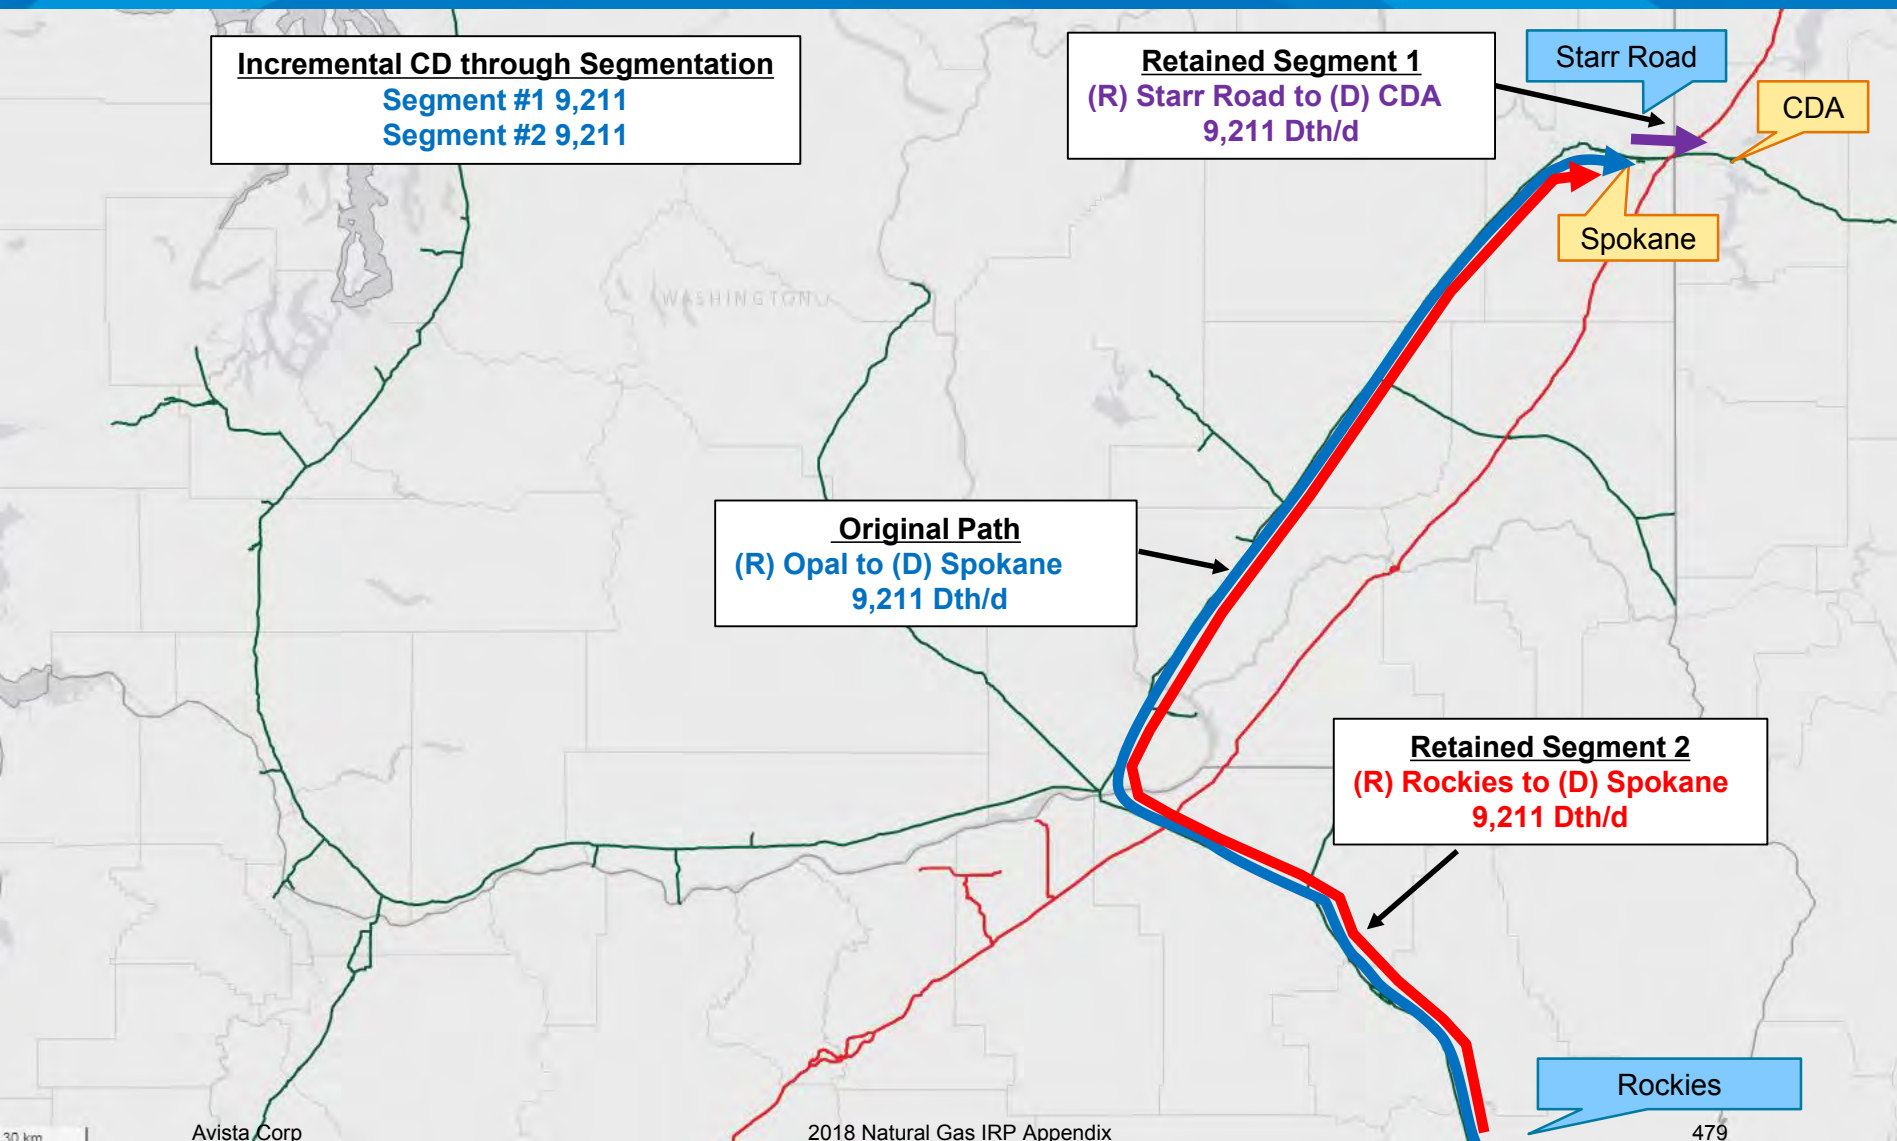 Incremental CD through Segmentation
Segment #1 9,211
Segment #2 9,211
Retained Segment 1
(R) Starr Road to (D) CDA
9,211 Dth/d
Starr Road
CDA
Spokane
WASHINGTON
Original Path
(R) Opal to (D) Spokane
9,211 Dth/d
Retained Segment 2
(R) Rockies to (D) Spokane
9,211 Dth/d
Rockies
30 km
Avista Corp
2018 Natural Gas IRP Appendix
479